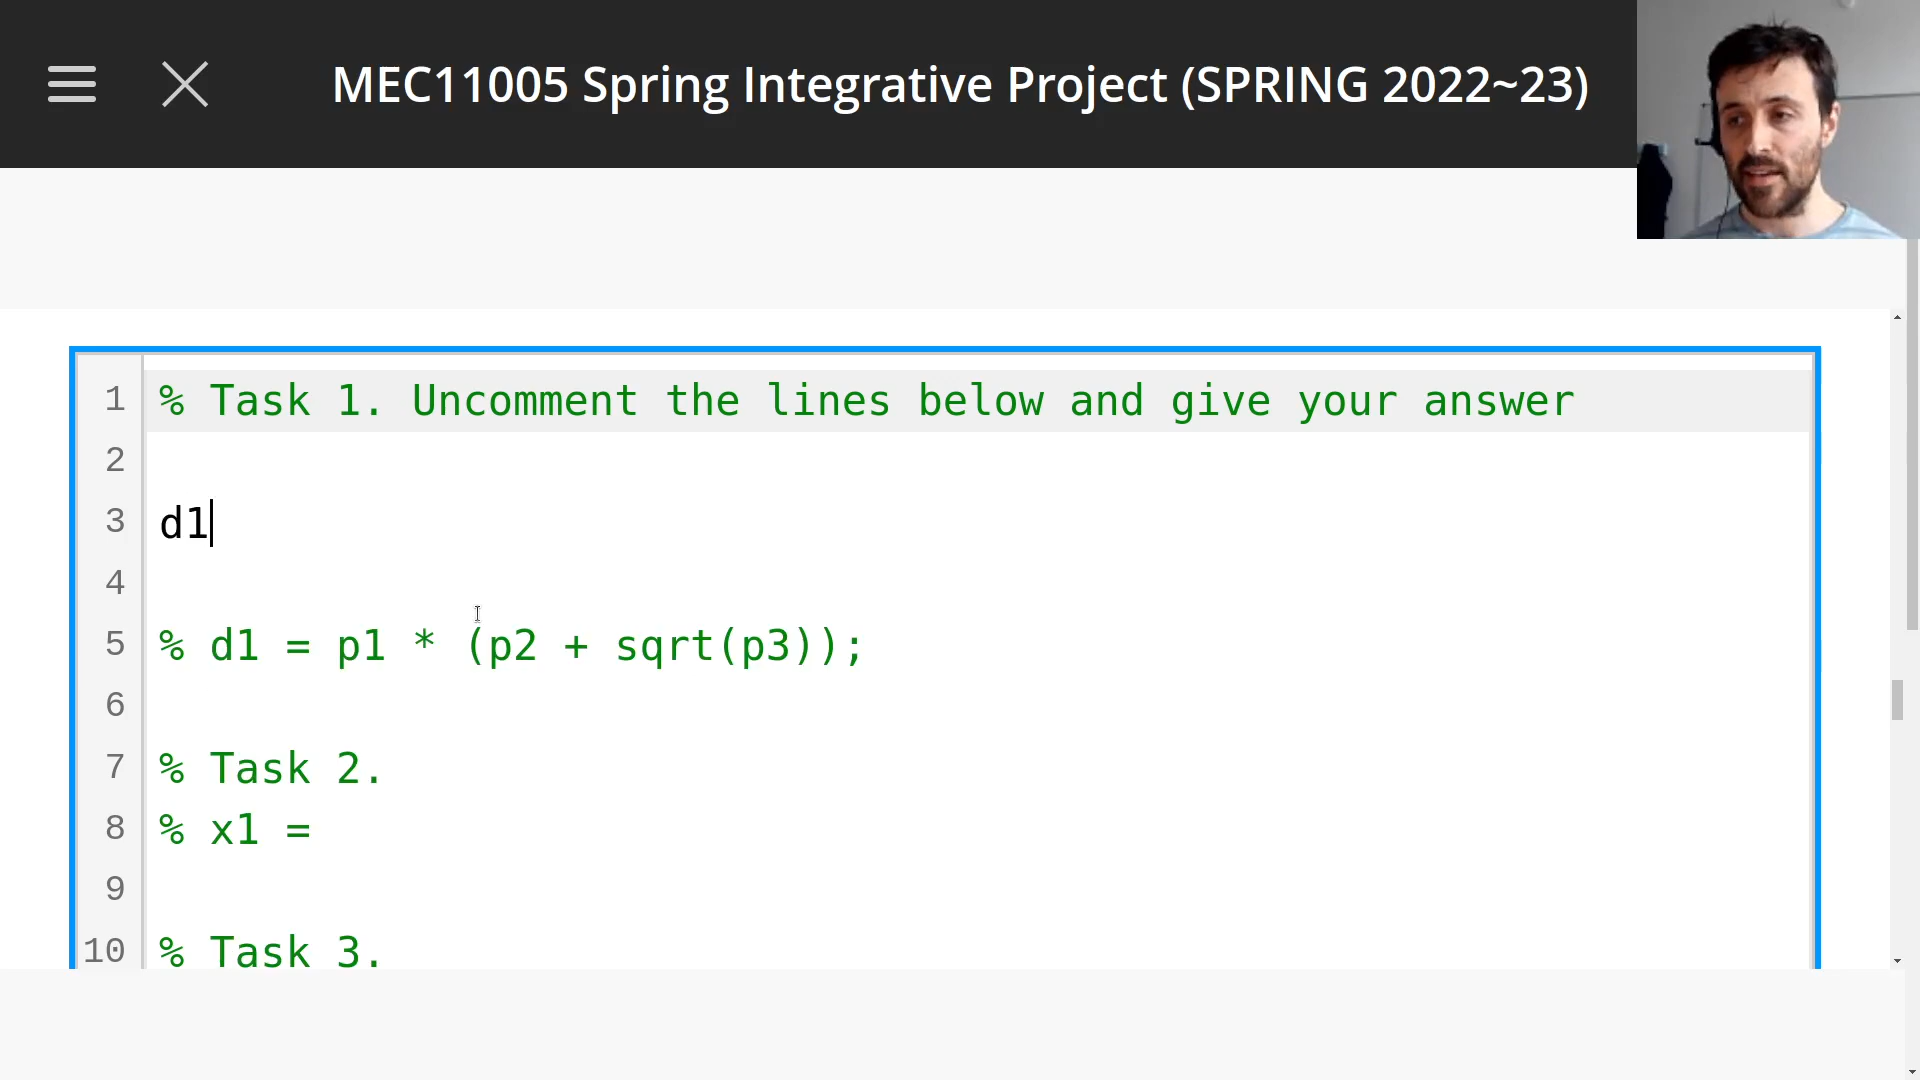 MEC11005 Spring Integrative Project (SPRING 2022~23)
1 % Task 1. Uncomment the lines below and give your answer
2
3 d1
4
5 % d1 = p1 * (p2 + sqrt(p3));
6
7 % Task 2.
8 % x1 =
9
10 % Task 3.